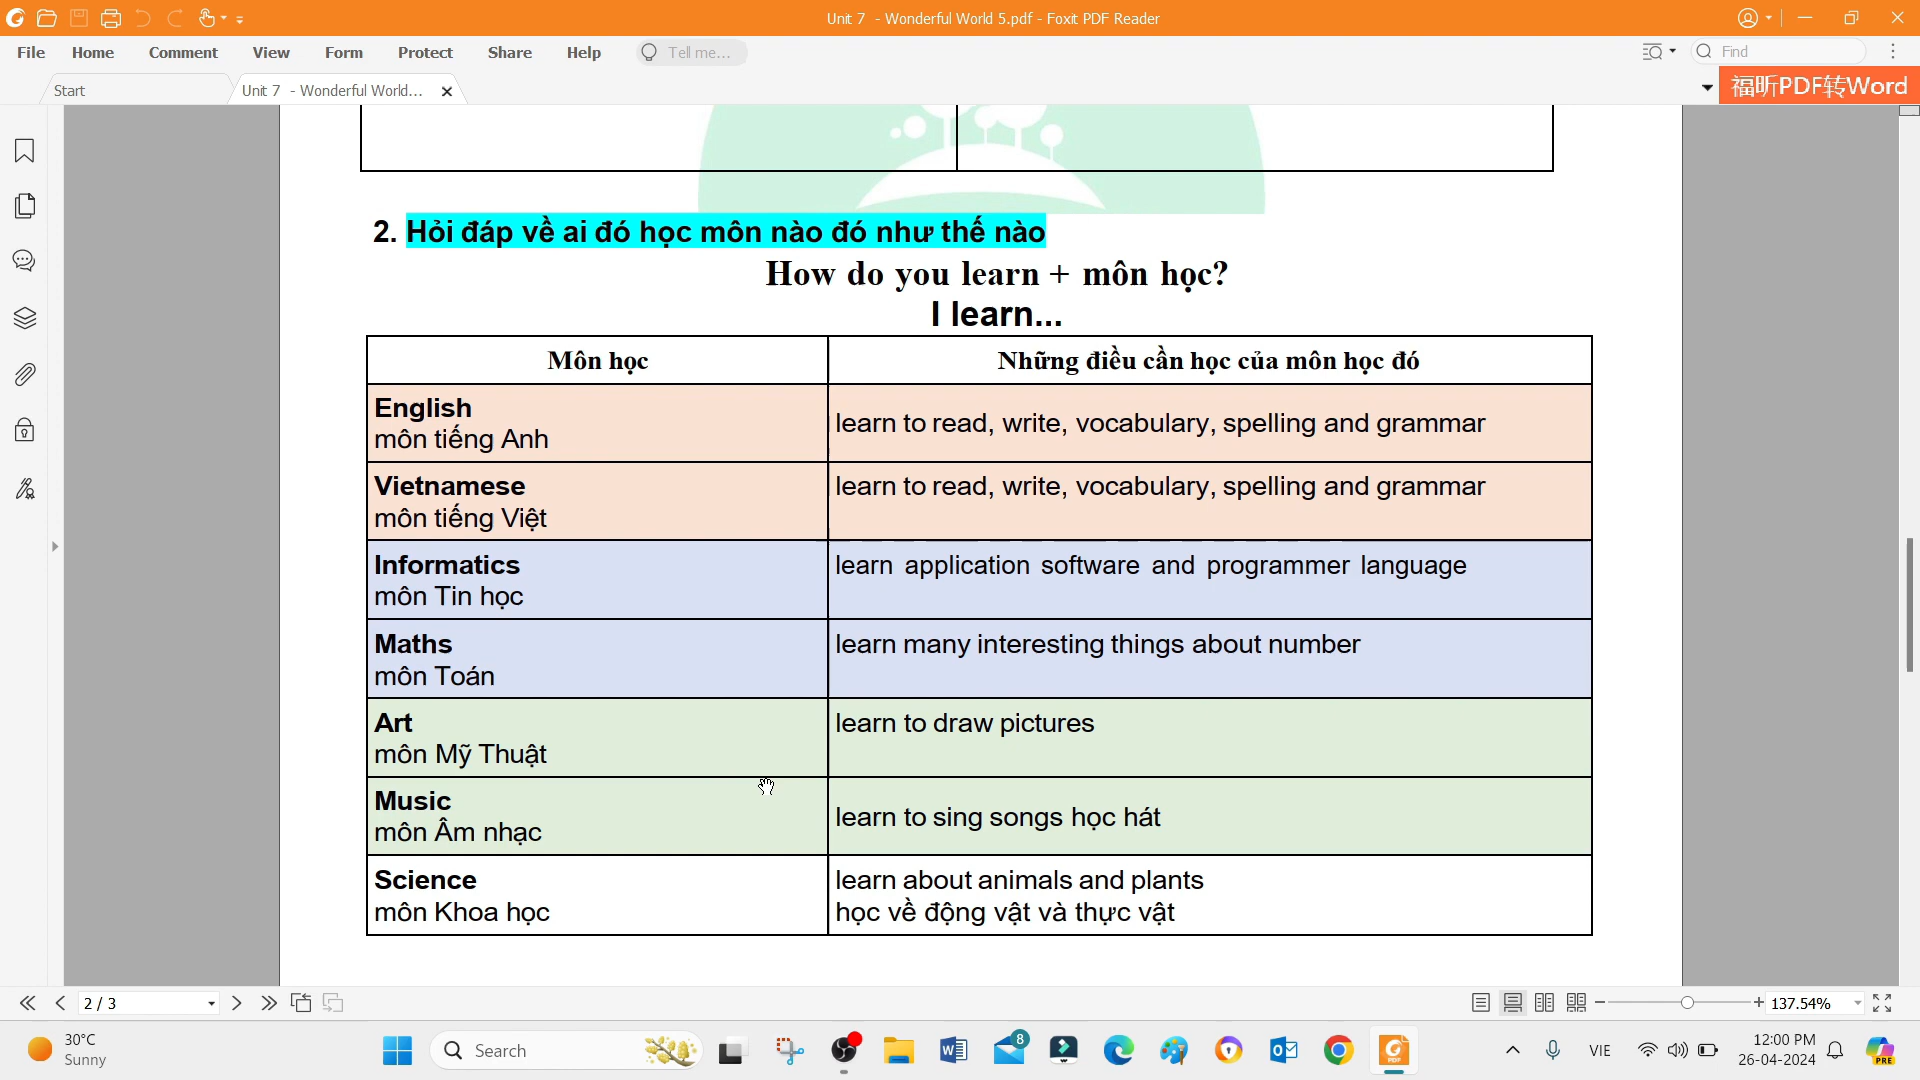 Unit 7 - Wonderful World 5.pdf - Foxit PDF Reader
File Home Comment View Form Protect Share Help Tell me... Find
Start Unit 7 - Wonderful World... 福昕PDF转Word
2. Hỏi đáp về ai đó học môn nào đó như thế nào
How do you learn + môn học?
I learn...
Môn học Những điều cần học của môn học đó
English
môn tiếng Anh
learn to read, write, vocabulary, spelling and grammar
Vietnamese
môn tiếng Việt
learn to read, write, vocabulary, spelling and grammar
Informatics
môn Tin học
learn application software and programmer language
Maths
môn Toán
learn many interesting things about number
Art
môn Mỹ Thuật
learn to draw pictures
Music
môn Âm nhạc
learn to sing songs học hát
Science
môn Khoa học
learn about animals and plants
học về động vật và thực vật
2 / 3 137.54%
30°C
Sunny
Search
8
VIE
12:00 PM
26-04-2024
PRE